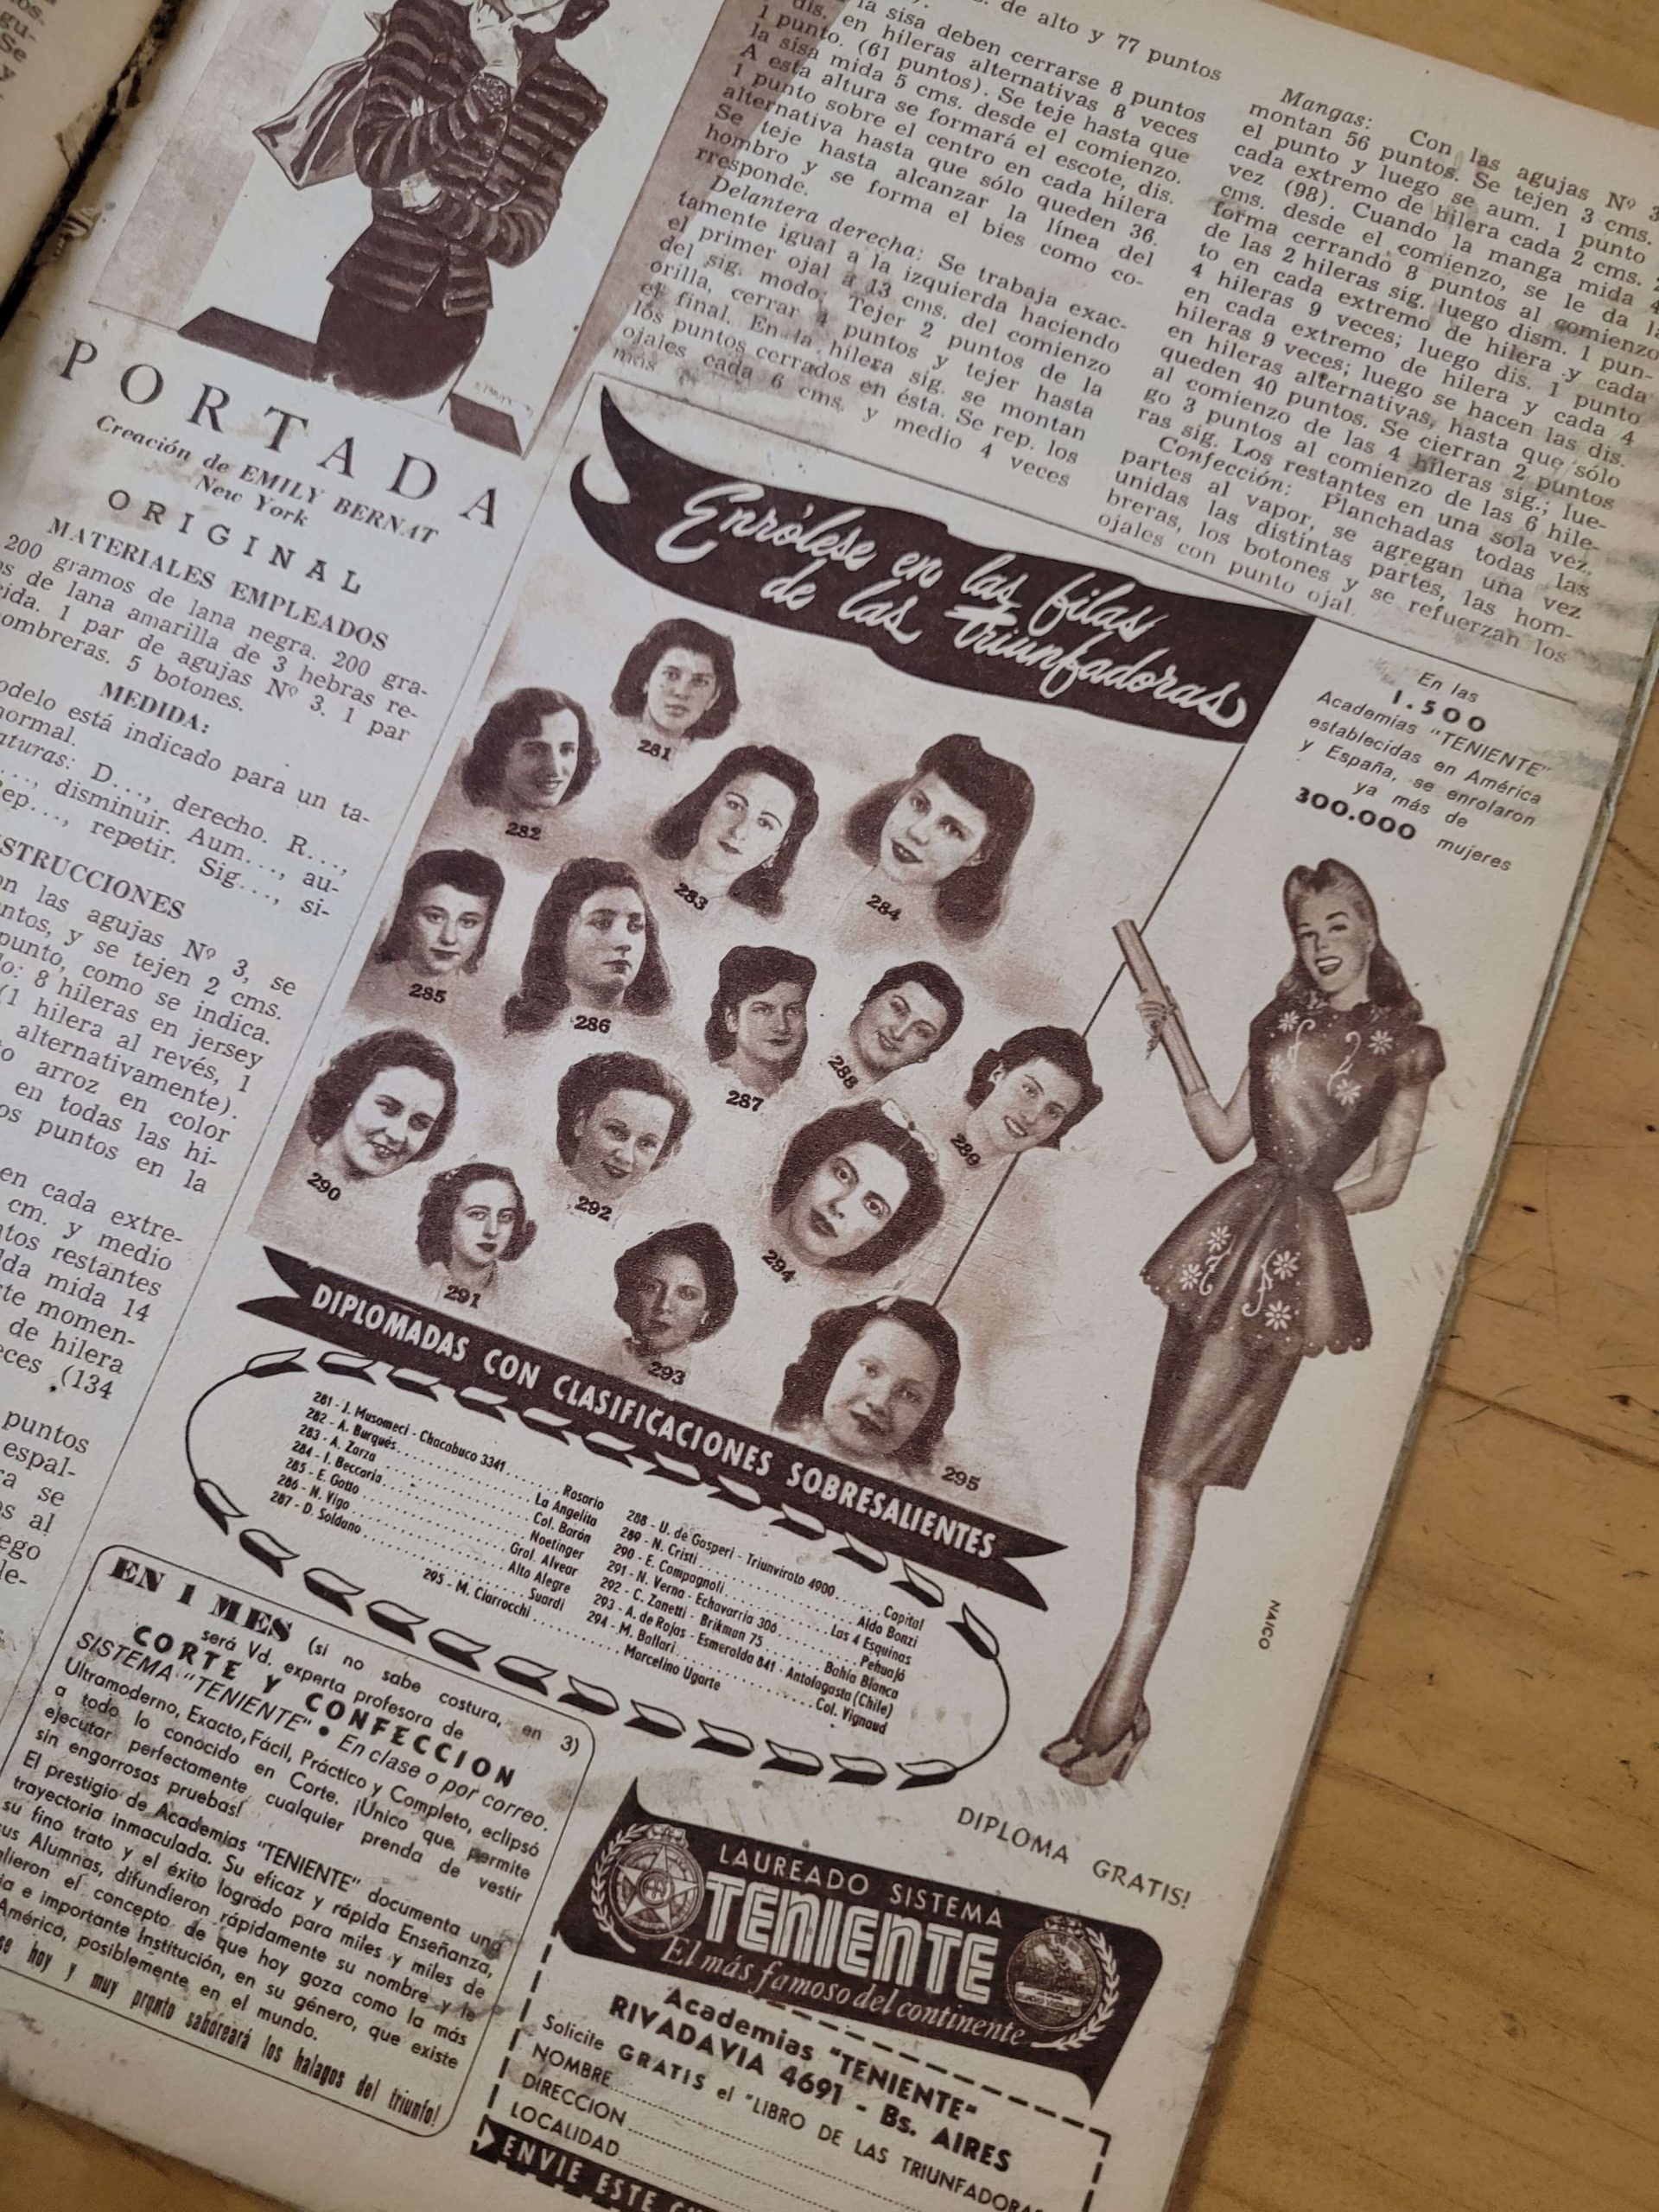 PORTADA
Creación de EMILY BERNAT
New York
ORIGINAL
MATERIALES EMPLEADOS
200 gramos de lana negra. 200 gra-
de lana amarilla de 3 hebras re-
1 par de agujas Nº 3. 1 par
5 botones.
MEDIDA:
está indicado para un ta-
normal.
D..., derecho. R...,
disminuir. Aum..., au-
repetir. Sig..., si-
las agujas Nº 3, se
y se tejen 2 cms.
punto, como se indica.
8 hileras en jersey
(1 hilera al revés, 1
alternativamente).
arroz en color
en todas las hi-
puntos en la
en cada extre-
cm. y medio
restantes
mida 14
momen-
de hilera
(134
puntos
espal-
se
al
de alto y 77 puntos
la sisa deben cerrarse 8 puntos
dis. en hileras alternativas 8 veces
1 punto. (61 puntos). Se teje hasta que
la sisa mida 5 cms. desde el comienzo.
A esta altura se formará el escote, dis.
1 punto sobre el centro en cada hilera
alternativa hasta que sólo queden 36.
Se teje hasta alcanzar la línea del
hombro y se forma el bies como co-
rresponde.
Delantera derecha: Se trabaja exac-
tamente igual a la izquierda haciendo
el primer ojal a 13 cms. del comienzo
del sig. modo: Tejer 2 puntos de la
orilla, cerrar 4 puntos y tejer hasta
el final. En la hilera sig. se montan
los puntos cerrados en ésta. Se rep. los
ojales cada 6 cms. y medio 4 veces
más.
Mangas: Con las agujas Nº 3
montan 56 puntos. Se tejen 3 cms.
el punto y luego se aum. 1 punto
cada extremo de hilera cada 2 cms.
vez (98). Cuando la manga mida
cms. desde el comienzo, se le da la
forma cerrando 8 puntos al comienzo
de las 2 hileras sig. luego dism. 1 pun-
to en cada extremo de hilera y cada
4 hileras 9 veces; luego dis. 1 punto
en cada extremo de hilera y cada 4
hileras 9 veces; luego se hacen las dis.
en hileras alternativas, hasta que sólo
queden 40 puntos. Se cierran 2 puntos
al comienzo de las 4 hileras sig.; lue-
go 3 puntos al comienzo de las 6 hile-
ras sig. Los restantes en una sola vez.
Confección: Planchadas todas las
partes al vapor, se agregan una vez
unidas las distintas partes, las hom-
breras, los botones y se refuerzan los
ojales con punto ojal.
Enrólese en las filas
de las triunfadoras
En las
1.500
Academias "TENIENTE"
establecidas en América
y España, se enrolaron
ya más de
300.000 mujeres
281
282
283
284
285
286
287
288
289
290
291
292
293
294
295
DIPLOMADAS CON CLASIFICACIONES SOBRESALIENTES
281 - J. Musomeci - Chacabuco 3341 ..... Rosario
282 - A. Burqués ..... La Angelita
283 - A. Zarza ..... Col. Barón
284 - I. Beccaria ..... Noetinger
285 - E. Gotto ..... Gral. Alvear
286 - N. Vigo ..... Alto Alegre
287 - D. Soldano ..... Suardi
288 - U. de Gasperi - Triunvirato 4900 ..... Capital
289 - N. Cristi ..... Aldo Bonzi
290 - E. Compagnoli ..... Las 4 Esquinas
291 - N. Verna - Echavarria 306 ..... Pehuajó
292 - C. Zanetti - Brikman 75 ..... Bahía Blanca
293 - A. de Rojas - Esmeralda 841 - Antofagasta (Chile)
294 - M. Ballari ..... Col. Vignaud
295 - M. Ciarrocchi ..... Marcelino Ugarte
NAICO
DIPLOMA GRATIS!
EN 1 MES (si no sabe costura, en 3)
será Vd. experta profesora de
CORTE Y CONFECCION
SISTEMA "TENIENTE" • En clase o por correo.
Ultramoderno, Exacto, Fácil, Práctico y Completo, eclipsó
a todo lo conocido en Corte. ¡Único que permite
ejecutar perfectamente cualquier prenda de vestir
sin engorrosas pruebas!
El prestigio de Academias "TENIENTE" documenta una
trayectoria inmaculada. Su eficaz y rápida Enseñanza,
su fino trato y el éxito logrado para miles y miles de
Alumnas, difundieron rápidamente su nombre y le
el concepto de que hoy goza como la más
e importante Institución, en su género, que existe
América, posiblemente en el mundo.
hoy y muy pronto saboreará los halagos del triunfo!
LAUREADO SISTEMA
TENIENTE
El más famoso del continente
Academias "TENIENTE"
RIVADAVIA 4691 - Bs. AIRES
Solicite GRATIS el "LIBRO DE LAS TRIUNFADORAS
NOMBRE
DIRECCION
LOCALIDAD
ENVIE ESTE